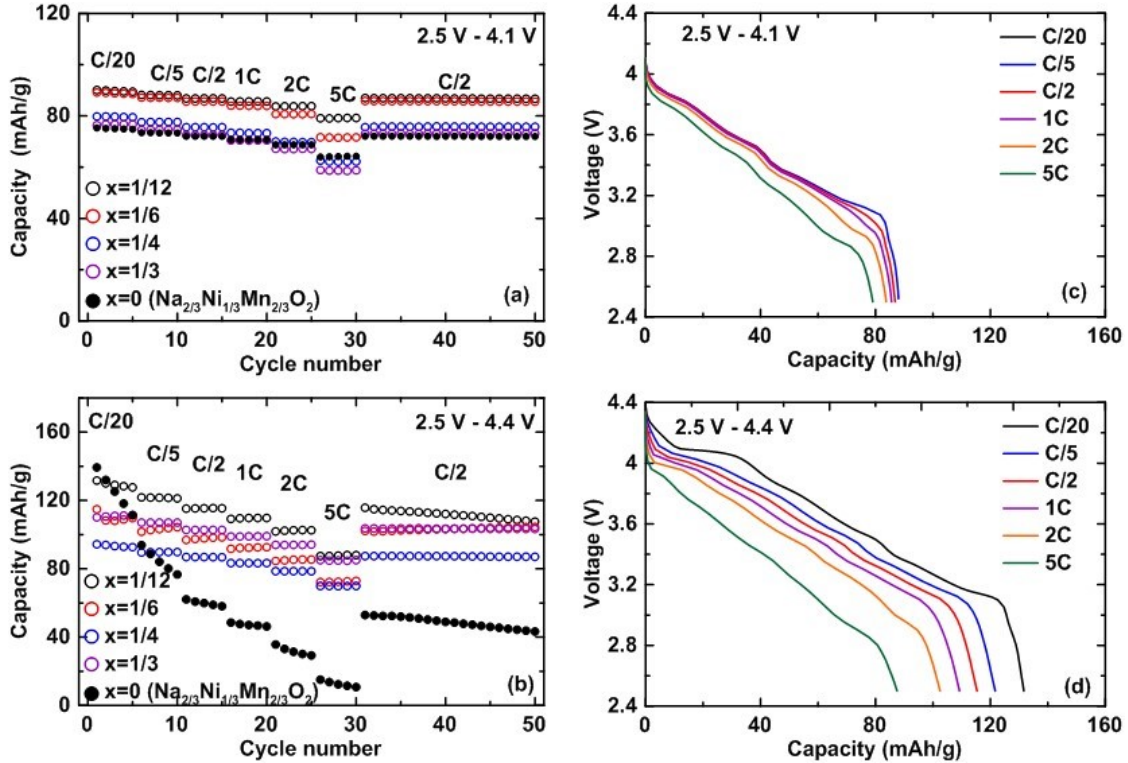 120
80
40
0
Capacity (mAh/g)
2.5 V - 4.1 V
C/20
C/5
C/2
1C
2C
5C
C/2
x=1/12
x=1/6
x=1/4
x=1/3
x=0 (Na2/3Ni1/3Mn2/3O2)
(a)
0 10 20 30 40 50
Cycle number
4.4
4.0
3.6
3.2
2.8
2.4
Voltage (V)
2.5 V - 4.1 V
C/20
C/5
C/2
1C
2C
5C
(c)
0 40 80 120 160
Capacity (mAh/g)
160
120
80
40
0
Capacity (mAh/g)
2.5 V - 4.4 V
C/20
C/5
C/2
1C
2C
5C
C/2
x=1/12
x=1/6
x=1/4
x=1/3
x=0 (Na2/3Ni1/3Mn2/3O2)
(b)
0 10 20 30 40 50
Cycle number
4.4
4.0
3.6
3.2
2.8
2.4
Voltage (V)
2.5 V - 4.4 V
C/20
C/5
C/2
1C
2C
5C
(d)
0 40 80 120 160
Capacity (mAh/g)